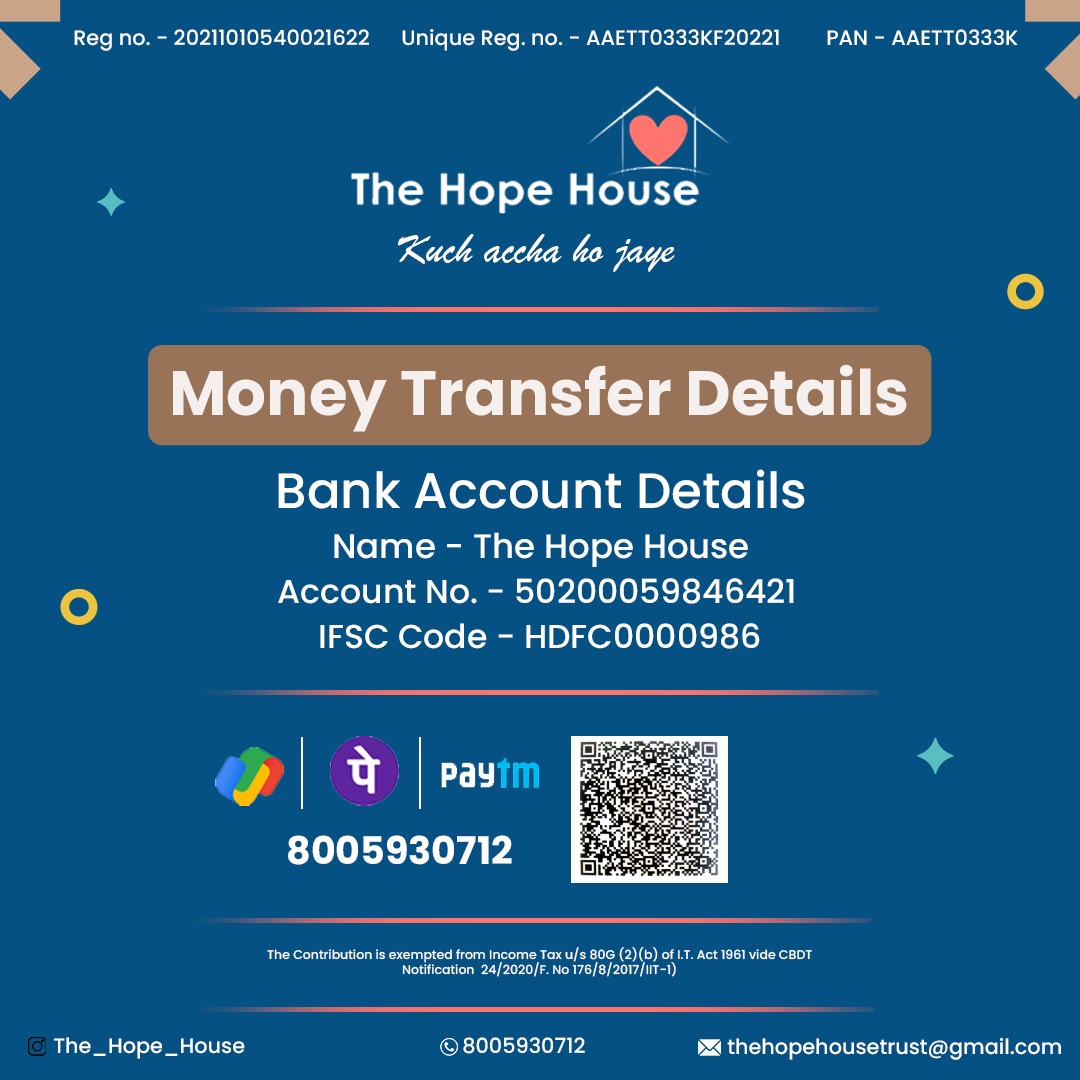 Reg no. - 20211010540021622 Unique Reg. no. - AAETT0333KF20221 PAN - AAETT0333K
The Hope House
Kuch accha ho jaye
Money Transfer Details
Bank Account Details
Name - The Hope House
Account No. - 50200059846421
IFSC Code - HDFC0000986
पे paytm
8005930712
The Contribution is exempted from Income Tax u/s 80G (2)(b) of I.T. Act 1961 vide CBDT
Notification 24/2020/F. No 176/8/2017/IIT-1)
The_Hope_House 8005930712 thehopehousetrust@gmail.com